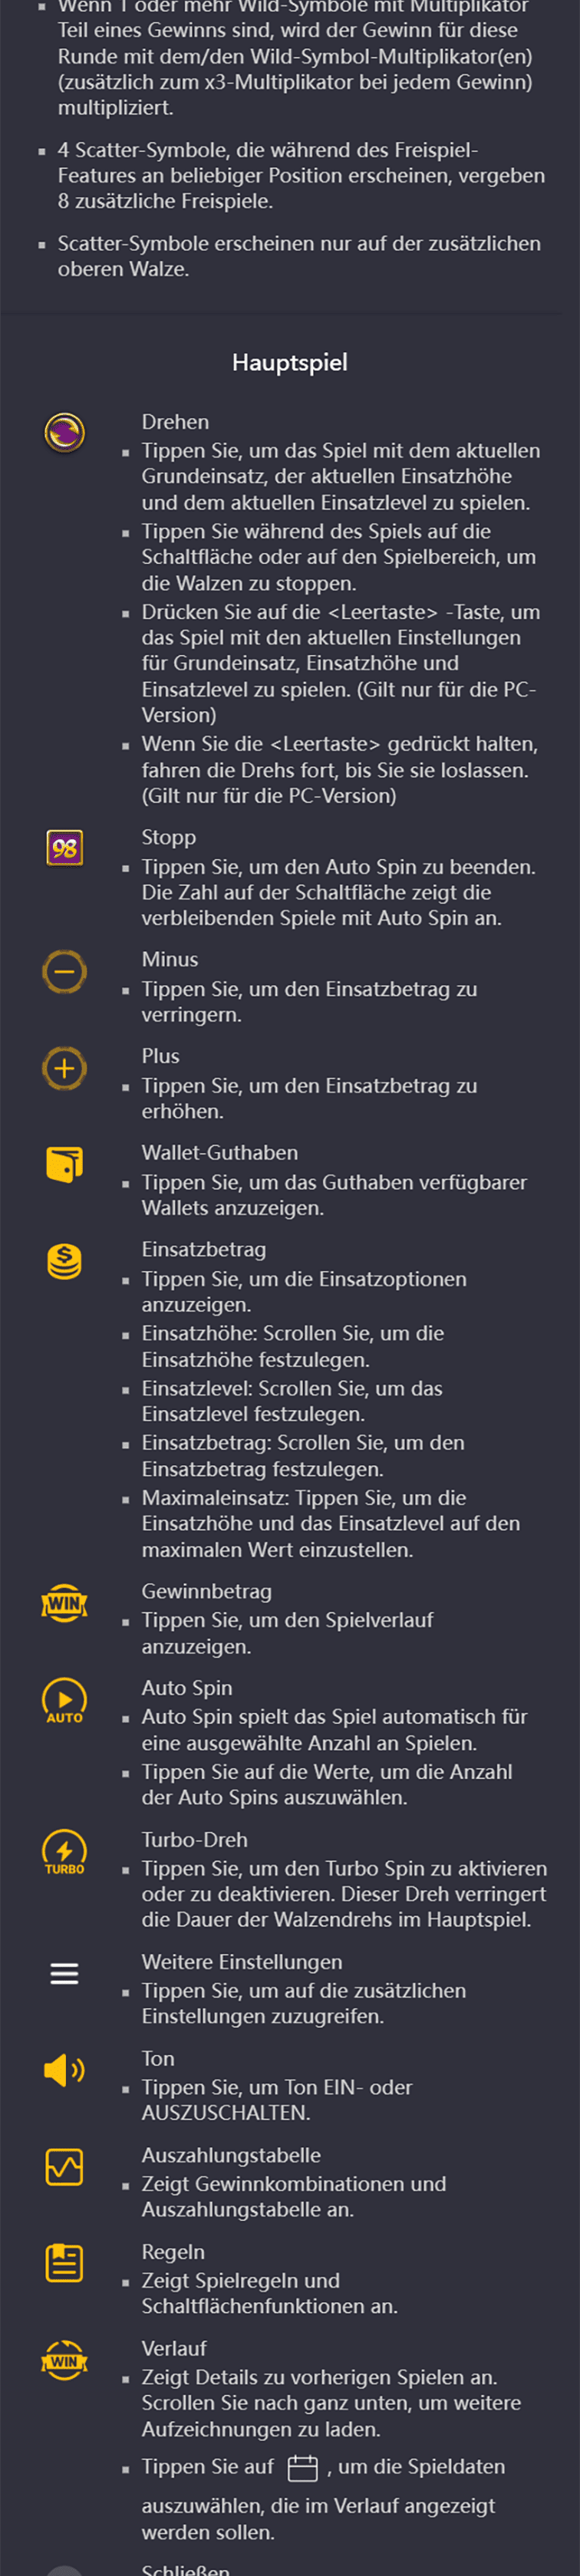 Wenn 1 oder mehr Wild-Symbole mit Multiplikator
Teil eines Gewinns sind, wird der Gewinn für diese
Runde mit dem/den Wild-Symbol-Multiplikator(en)
(zusätzlich zum x3-Multiplikator bei jedem Gewinn)
multipliziert.
4 Scatter-Symbole, die während des Freispiel-
Features an beliebiger Position erscheinen, vergeben
8 zusätzliche Freispiele.
Scatter-Symbole erscheinen nur auf der zusätzlichen
oberen Walze.
Hauptspiel
Drehen
Tippen Sie, um das Spiel mit dem aktuellen
Grundeinsatz, der aktuellen Einsatzhöhe
und dem aktuellen Einsatzlevel zu spielen.
Tippen Sie während des Spiels auf die
Schaltfläche oder auf den Spielbereich, um
die Walzen zu stoppen.
Drücken Sie auf die <Leertaste> -Taste, um
das Spiel mit den aktuellen Einstellungen
für Grundeinsatz, Einsatzhöhe und
Einsatzlevel zu spielen. (Gilt nur für die PC-
Version)
Wenn Sie die <Leertaste> gedrückt halten,
fahren die Drehs fort, bis Sie sie loslassen.
(Gilt nur für die PC-Version)
98
Stopp
Tippen Sie, um den Auto Spin zu beenden.
Die Zahl auf der Schaltfläche zeigt die
verbleibenden Spiele mit Auto Spin an.
Minus
Tippen Sie, um den Einsatzbetrag zu
verringern.
Plus
Tippen Sie, um den Einsatzbetrag zu
erhöhen.
Wallet-Guthaben
Tippen Sie, um das Guthaben verfügbarer
Wallets anzuzeigen.
Einsatzbetrag
Tippen Sie, um die Einsatzoptionen
anzuzeigen.
Einsatzhöhe: Scrollen Sie, um die
Einsatzhöhe festzulegen.
Einsatzlevel: Scrollen Sie, um das
Einsatzlevel festzulegen.
Einsatzbetrag: Scrollen Sie, um den
Einsatzbetrag festzulegen.
Maximaleinsatz: Tippen Sie, um die
Einsatzhöhe und das Einsatzlevel auf den
maximalen Wert einzustellen.
WIN
Gewinnbetrag
Tippen Sie, um den Spielverlauf
anzuzeigen.
AUTO
Auto Spin
Auto Spin spielt das Spiel automatisch für
eine ausgewählte Anzahl an Spielen.
Tippen Sie auf die Werte, um die Anzahl
der Auto Spins auszuwählen.
TURBO
Turbo-Dreh
Tippen Sie, um den Turbo Spin zu aktivieren
oder zu deaktivieren. Dieser Dreh verringert
die Dauer der Walzendrehs im Hauptspiel.
Weitere Einstellungen
Tippen Sie, um auf die zusätzlichen
Einstellungen zuzugreifen.
Ton
Tippen Sie, um Ton EIN- oder
AUSZUSCHALTEN.
Auszahlungstabelle
Zeigt Gewinnkombinationen und
Auszahlungstabelle an.
Regeln
Zeigt Spielregeln und
Schaltflächenfunktionen an.
WIN
Verlauf
Zeigt Details zu vorherigen Spielen an.
Scrollen Sie nach ganz unten, um weitere
Aufzeichnungen zu laden.
Tippen Sie auf , um die Spieldaten
auszuwählen, die im Verlauf angezeigt
werden sollen.
Schließen